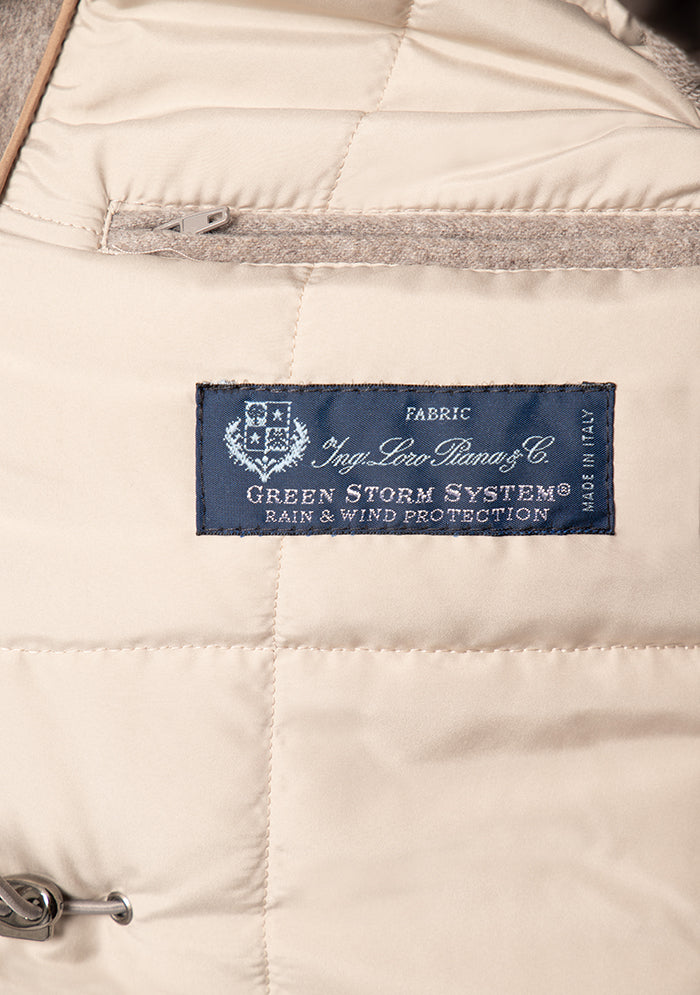 FABRIC
Ing. Loro Piana & C.
GREEN STORM SYSTEM®
RAIN & WIND PROTECTION
MADE IN ITALY